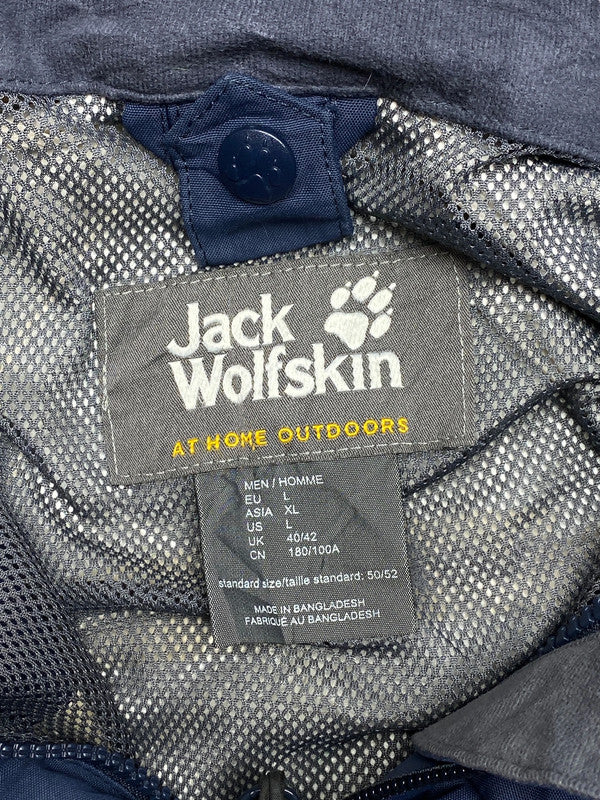 Jack
Wolfskin
AT HOME OUTDOORS
MEN / HOMME
EU L
ASIA XL
US L
UK 40/42
CN 180/100A
standard size/taille standard: 50/52
MADE IN BANGLADESH
FABRIQUÉ AU BANGLADESH